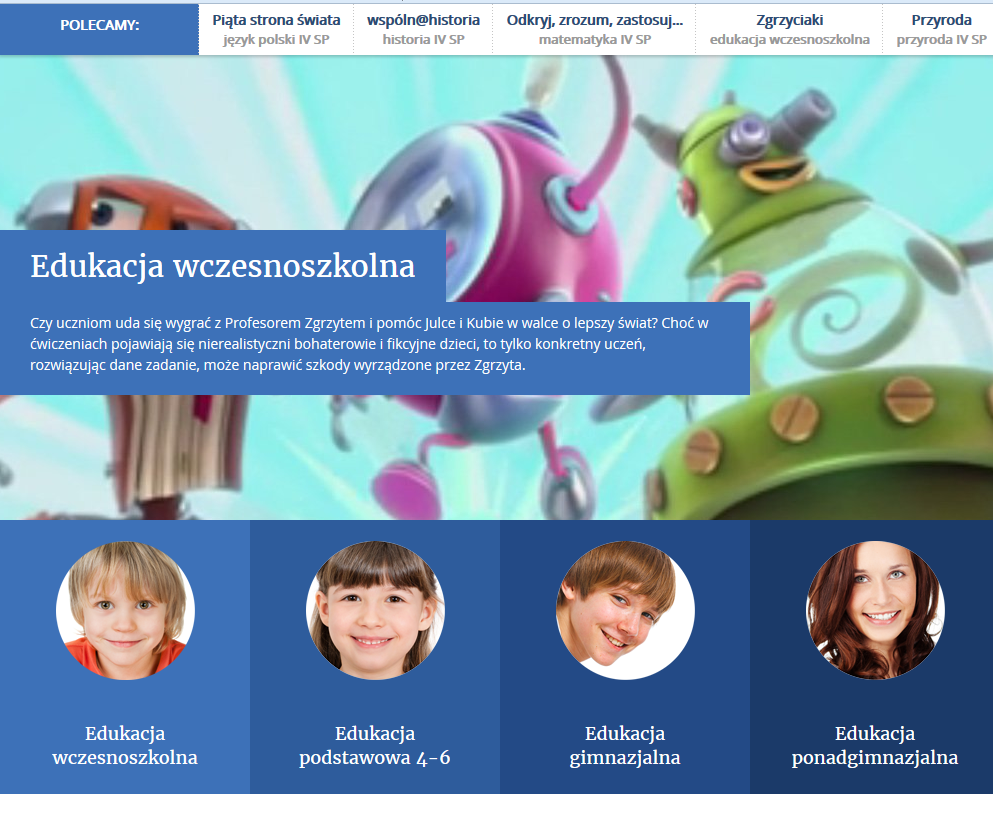 POLECAMY:
Piąta strona świata
język polski IV SP
wspóln@historia
historia IV SP
Odkryj, zrozum, zastosuj...
matematyka IV SP
Zgrzyciaki
edukacja wczesnoszkolna
Przyroda
przyroda IV SP
Edukacja wczesnoszkolna
Czy uczniom uda się wygrać z Profesorem Zgrzytem i pomóc Julce i Kubie w walce o lepszy świat? Choć w
ćwiczeniach pojawiają się nierealistyczni bohaterowie i fikcyjne dzieci, to tylko konkretny uczeń,
rozwiązując dane zadanie, może naprawić szkody wyrządzone przez Zgrzyta.
Edukacja
wczesnoszkolna
Edukacja
podstawowa 4-6
Edukacja
gimnazjalna
Edukacja
ponadgimnazjalna